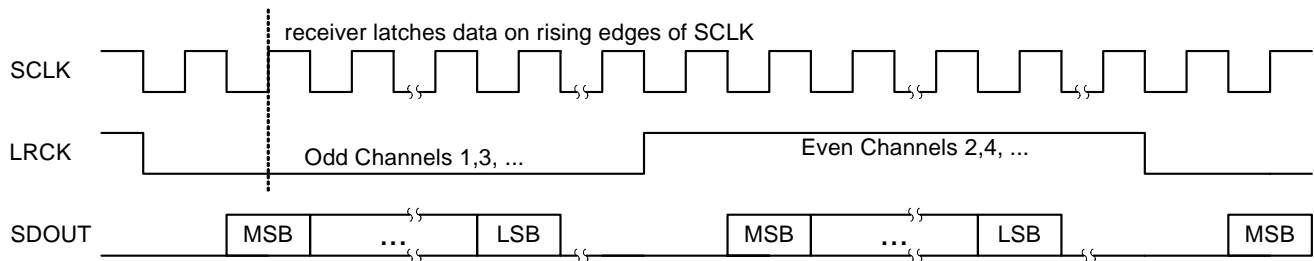 receiver latches data on rising edges of SCLK
SCLK
LRCK
Odd Channels 1,3, ...
Even Channels 2,4, ...
SDOUT
MSB
...
LSB
MSB
...
LSB
MSB